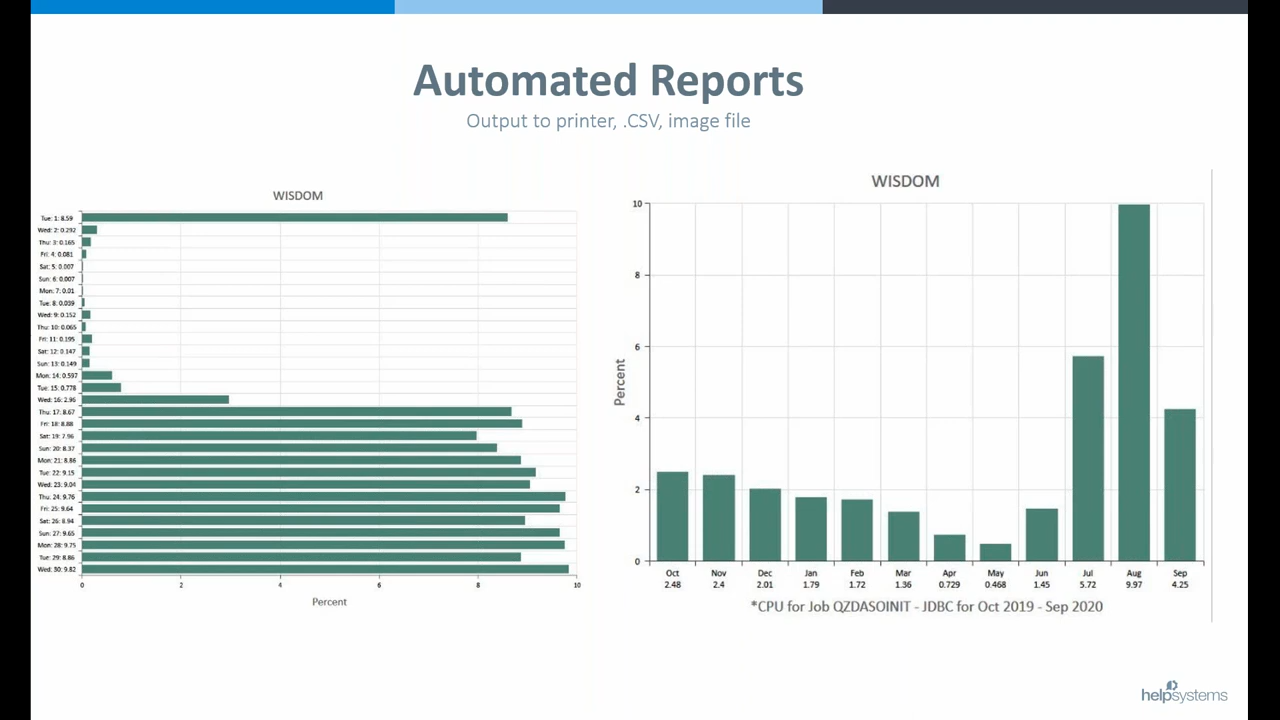 Automated Reports
Output to printer, .CSV, image file
WISDOM
Tue: 1: 8.59
Wed: 2: 0.292
Thu: 3: 0.165
Fri: 4: 0.081
Sat: 5: 0.007
Sun: 6: 0.007
Mon: 7: 0.01
Tue: 8: 0.039
Wed: 9: 0.152
Thu: 10: 0.065
Fri: 11: 0.195
Sat: 12: 0.147
Sun: 13: 0.149
Mon: 14: 0.597
Tue: 15: 0.778
Wed: 16: 2.96
Thu: 17: 8.67
Fri: 18: 8.88
Sat: 19: 7.96
Sun: 20: 8.37
Mon: 21: 8.86
Tue: 22: 9.15
Wed: 23: 9.04
Thu: 24: 9.76
Fri: 25: 9.64
Sat: 26: 8.94
Sun: 27: 9.65
Mon: 28: 9.75
Tue: 29: 8.86
Wed: 30: 9.82
0 2 4 6 8 10
Percent
WISDOM
10
8
6
4
2
0
Percent
Oct Nov Dec Jan Feb Mar Apr May Jun Jul Aug Sep
2.48 2.4 2.01 1.79 1.72 1.36 0.729 0.468 1.45 5.72 9.97 4.25
*CPU for Job QZDASOINIT - JDBC for Oct 2019 - Sep 2020
helpsystems